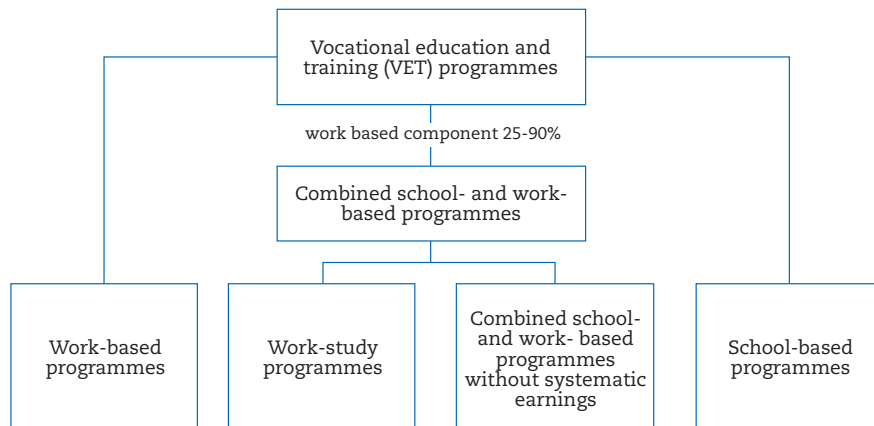 Vocational education and
training (VET) programmes
work based component 25-90%
Combined school- and work-
based programmes
Work-based
programmes
Work-study
programmes
Combined school-
and work- based
programmes
without systematic
earnings
School-based
programmes